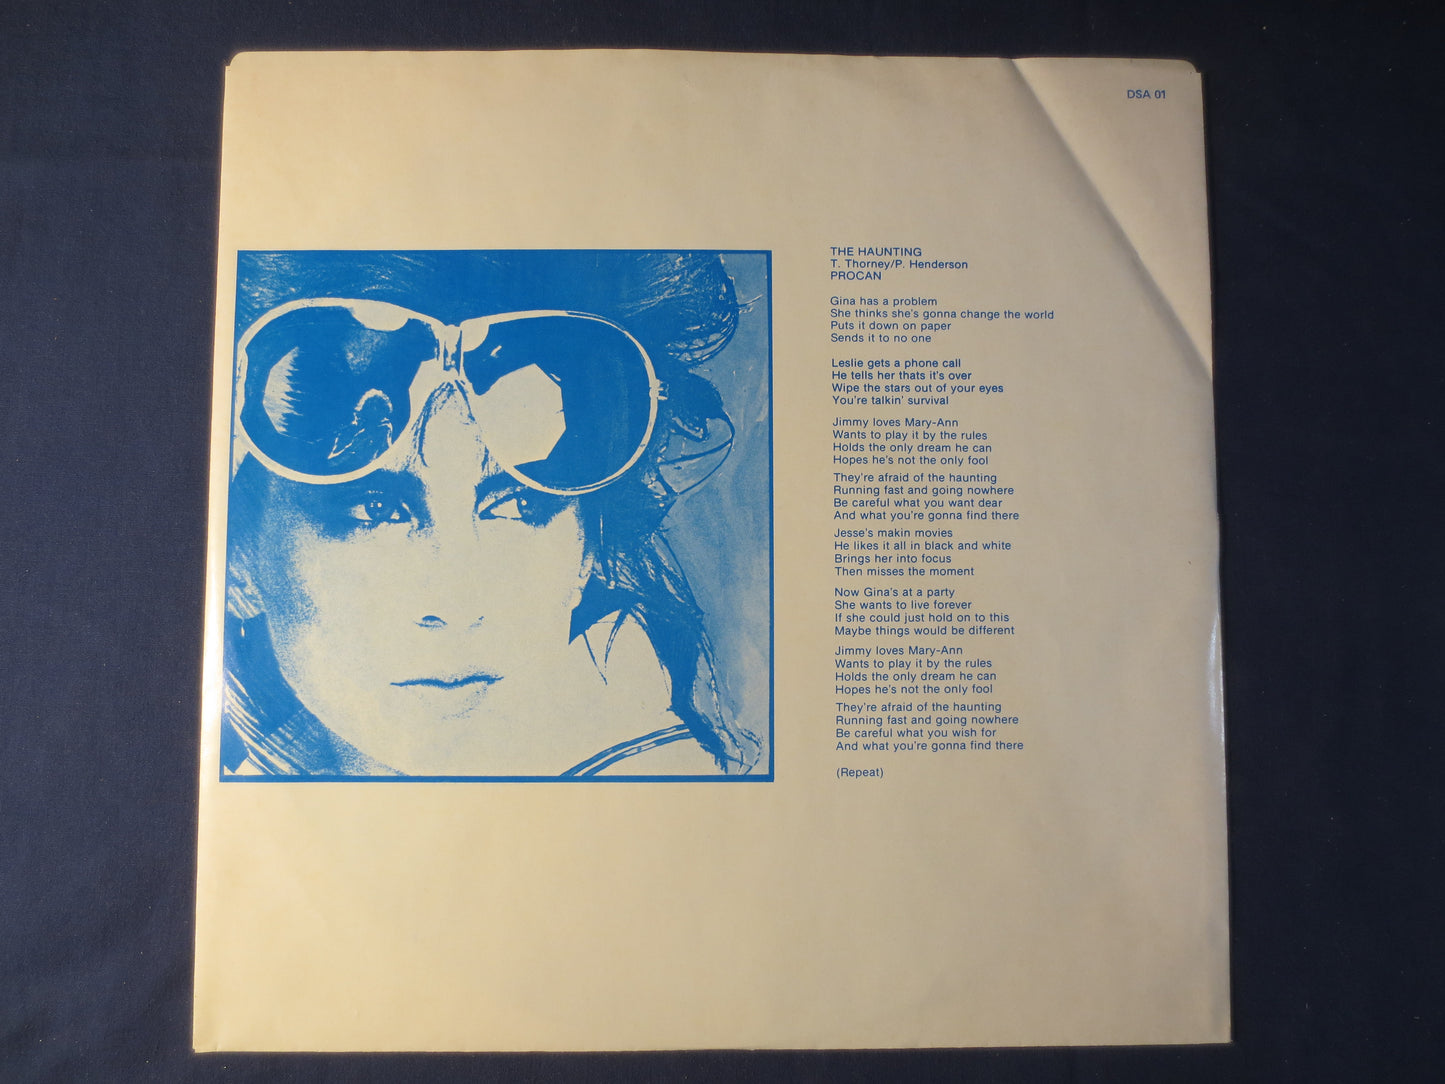 DSA 01
THE HAUNTING
T. Thorney/P. Henderson
PROCAN
Gina has a problem
She thinks she's gonna change the world
Puts it down on paper
Sends it to no one
Leslie gets a phone call
He tells her thats it's over
Wipe the stars out of your eyes
You're talkin' survival
Jimmy loves Mary-Ann
Wants to play it by the rules
Holds the only dream he can
Hopes he's not the only fool
They're afraid of the haunting
Running fast and going nowhere
Be careful what you want dear
And what you're gonna find there
Jesse's makin movies
He likes it all in black and white
Brings her into focus
Then misses the moment
Now Gina's at a party
She wants to live forever
If she could just hold on to this
Maybe things would be different
Jimmy loves Mary-Ann
Wants to play it by the rules
Holds the only dream he can
Hopes he's not the only fool
They're afraid of the haunting
Running fast and going nowhere
Be careful what you wish for
And what you're gonna find there
(Repeat)